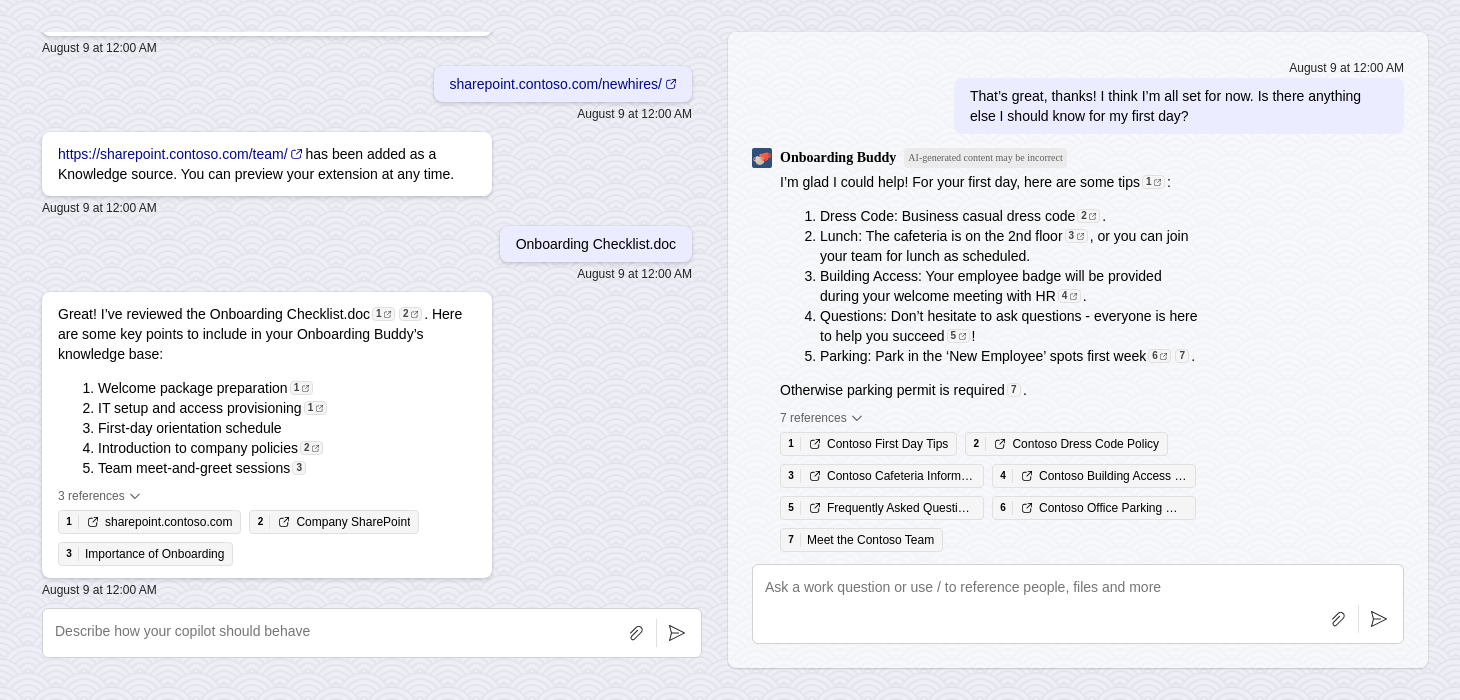 August 9 at 12:00 AM
sharepoint.contoso.com/newhires/
August 9 at 12:00 AM
https://sharepoint.contoso.com/team/ has been added as a
Knowledge source. You can preview your extension at any time.
August 9 at 12:00 AM
Onboarding Checklist.doc
August 9 at 12:00 AM
Great! I’ve reviewed the Onboarding Checklist.doc 1 2 . Here
are some key points to include in your Onboarding Buddy’s
knowledge base:
1. Welcome package preparation 1
2. IT setup and access provisioning 1
3. First-day orientation schedule
4. Introduction to company policies 2
5. Team meet-and-greet sessions 3
3 references
1 sharepoint.contoso.com 2 Company SharePoint
3 Importance of Onboarding
August 9 at 12:00 AM
Describe how your copilot should behave
August 9 at 12:00 AM
That’s great, thanks! I think I’m all set for now. Is there anything
else I should know for my first day?
Onboarding Buddy AI-generated content may be incorrect
I’m glad I could help! For your first day, here are some tips 1 :
1. Dress Code: Business casual dress code 2 .
2. Lunch: The cafeteria is on the 2nd floor 3 , or you can join
your team for lunch as scheduled.
3. Building Access: Your employee badge will be provided
during your welcome meeting with HR 4 .
4. Questions: Don’t hesitate to ask questions - everyone is here
to help you succeed 5 !
5. Parking: Park in the ‘New Employee’ spots first week 6 7 .
Otherwise parking permit is required 7 .
7 references
1 Contoso First Day Tips 2 Contoso Dress Code Policy
3 Contoso Cafeteria Inform… 4 Contoso Building Access …
5 Frequently Asked Questi… 6 Contoso Office Parking …
7 Meet the Contoso Team
Ask a work question or use / to reference people, files and more